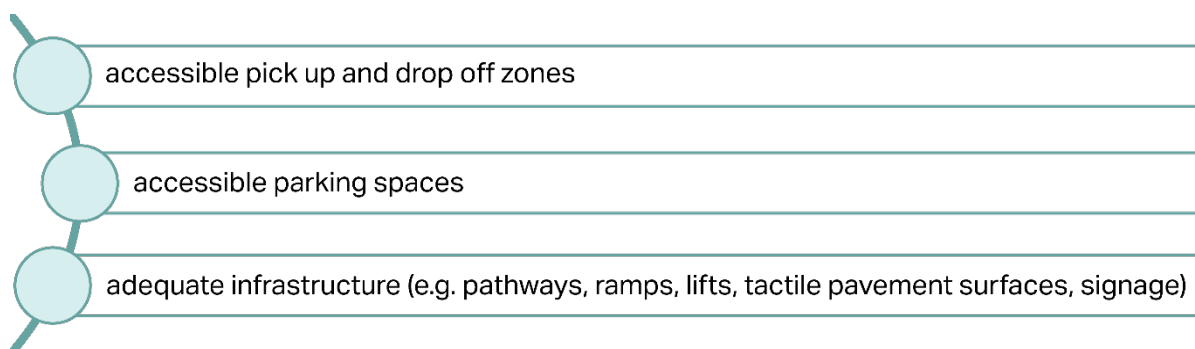 accessible pick up and drop off zones
accessible parking spaces
adequate infrastructure (e.g. pathways, ramps, lifts, tactile pavement surfaces, signage)